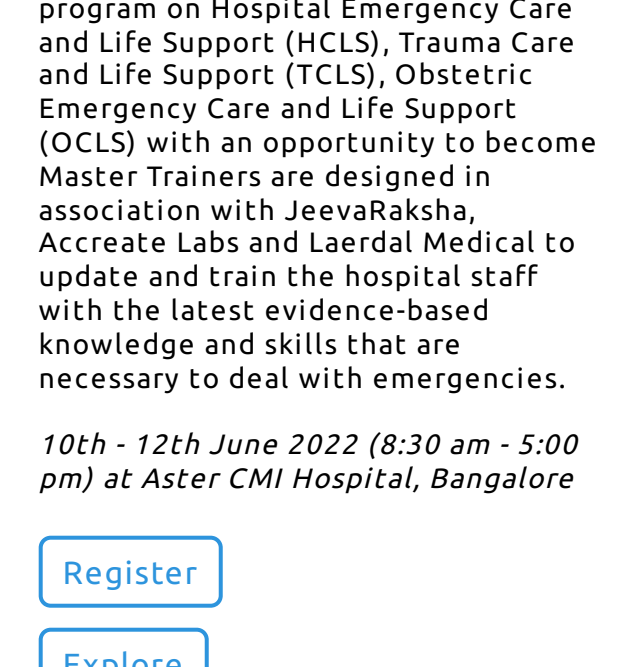 program on Hospital Emergency Care
and Life Support (HCLS), Trauma Care
and Life Support (TCLS), Obstetric
Emergency Care and Life Support
(OCLS) with an opportunity to become
Master Trainers are designed in
association with JeevaRaksha,
Accreate Labs and Laerdal Medical to
update and train the hospital staff
with the latest evidence-based
knowledge and skills that are
necessary to deal with emergencies.
10th - 12th June 2022 (8:30 am - 5:00
pm) at Aster CMI Hospital, Bangalore
Register
Explore